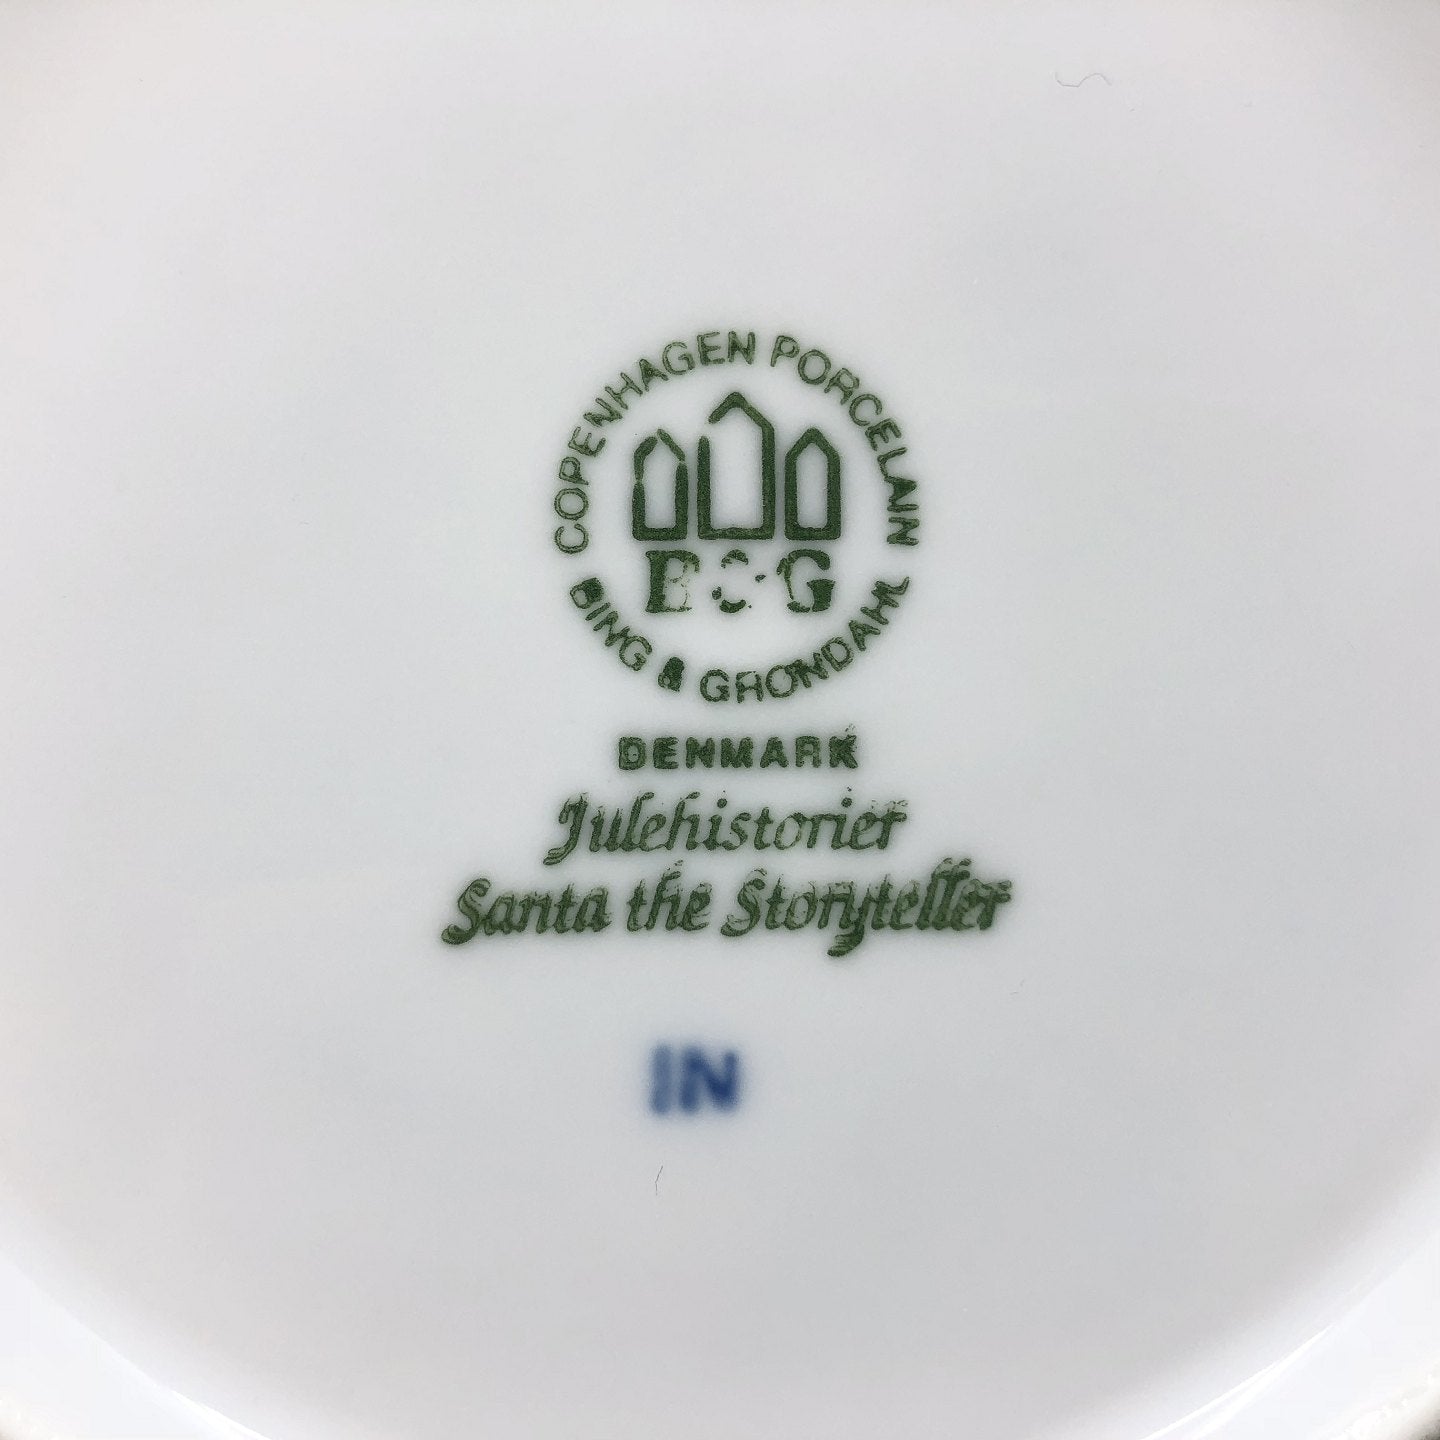 COPENHAGEN PORCELAIN
B&G
BING & GRONDAHL
DENMARK
Julehistorier
Santa the Storyteller
IN